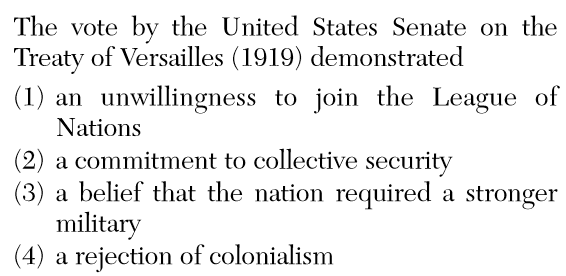 The vote by the United States Senate on the
Treaty of Versailles (1919) demonstrated
(1) an unwillingness to join the League of
Nations
(2) a commitment to collective security
(3) a belief that the nation required a stronger
military
(4) a rejection of colonialism